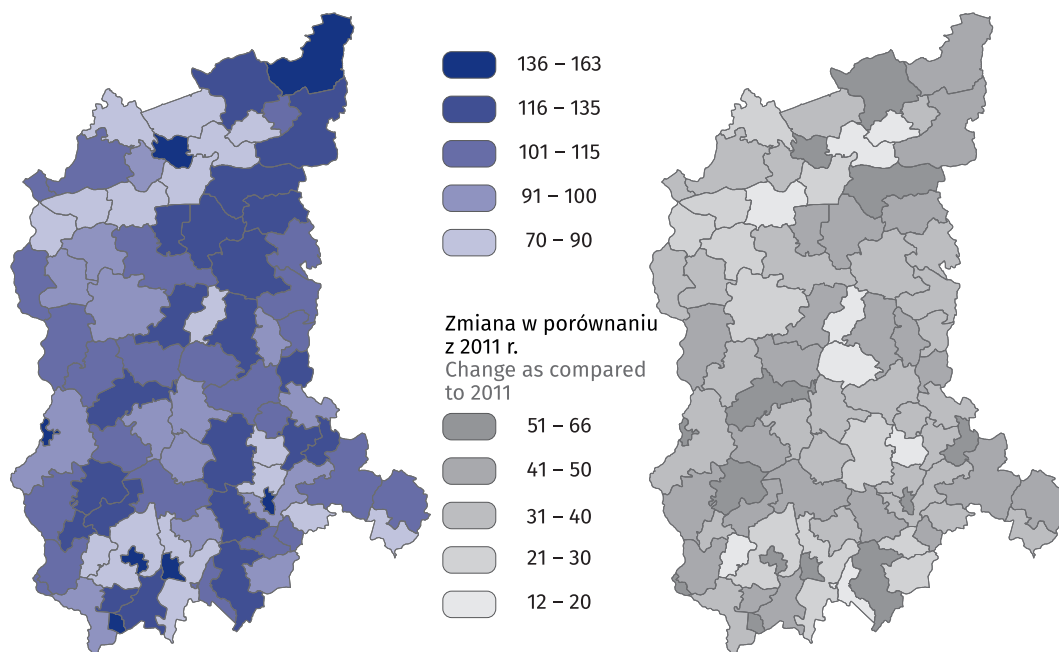 136 – 163
116 – 135
101 – 115
91 – 100
70 – 90
Zmiana w porównaniu
z 2011 r.
Change as compared
to 2011
51 – 66
41 – 50
31 – 40
21 – 30
12 – 20